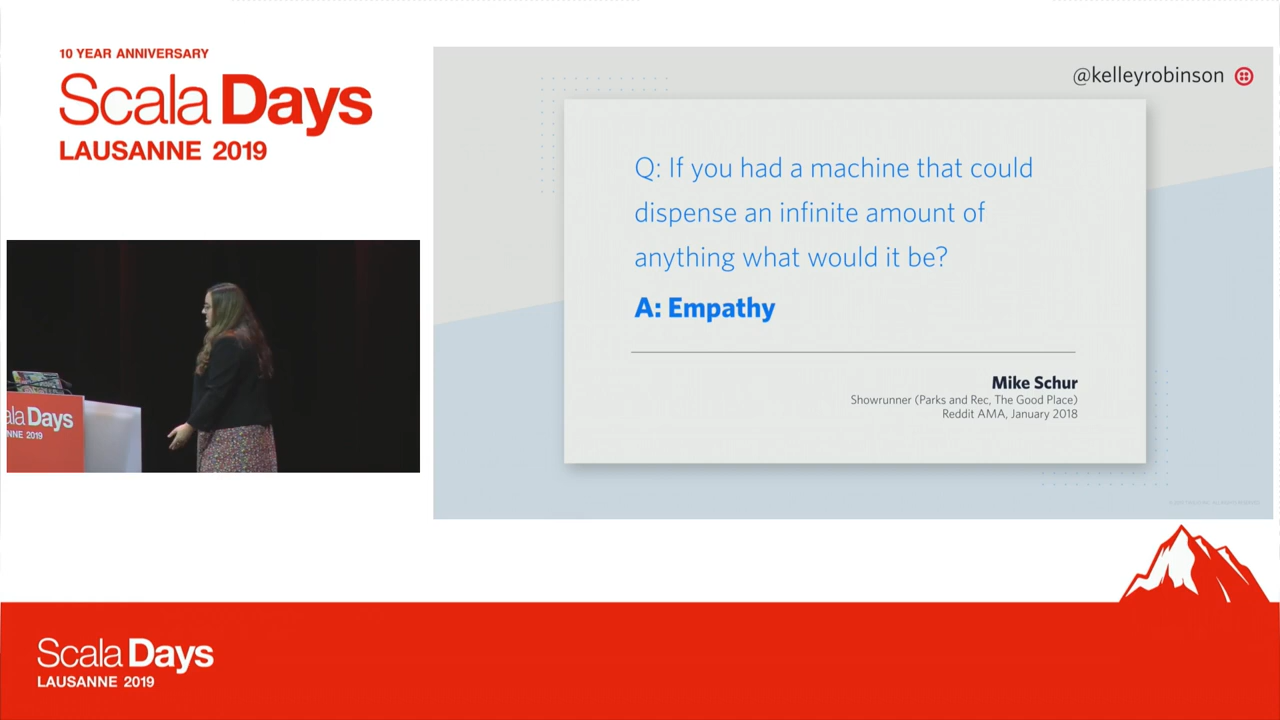 10 YEAR ANNIVERSARY
Scala Days
LAUSANNE 2019
@kelleyrobinson
Q: If you had a machine that could
dispense an infinite amount of
anything what would it be?
A: Empathy
Mike Schur
Showrunner (Parks and Rec, The Good Place)
Reddit AMA, January 2018
ala Days
NNE 2019
Scala Days
LAUSANNE 2019